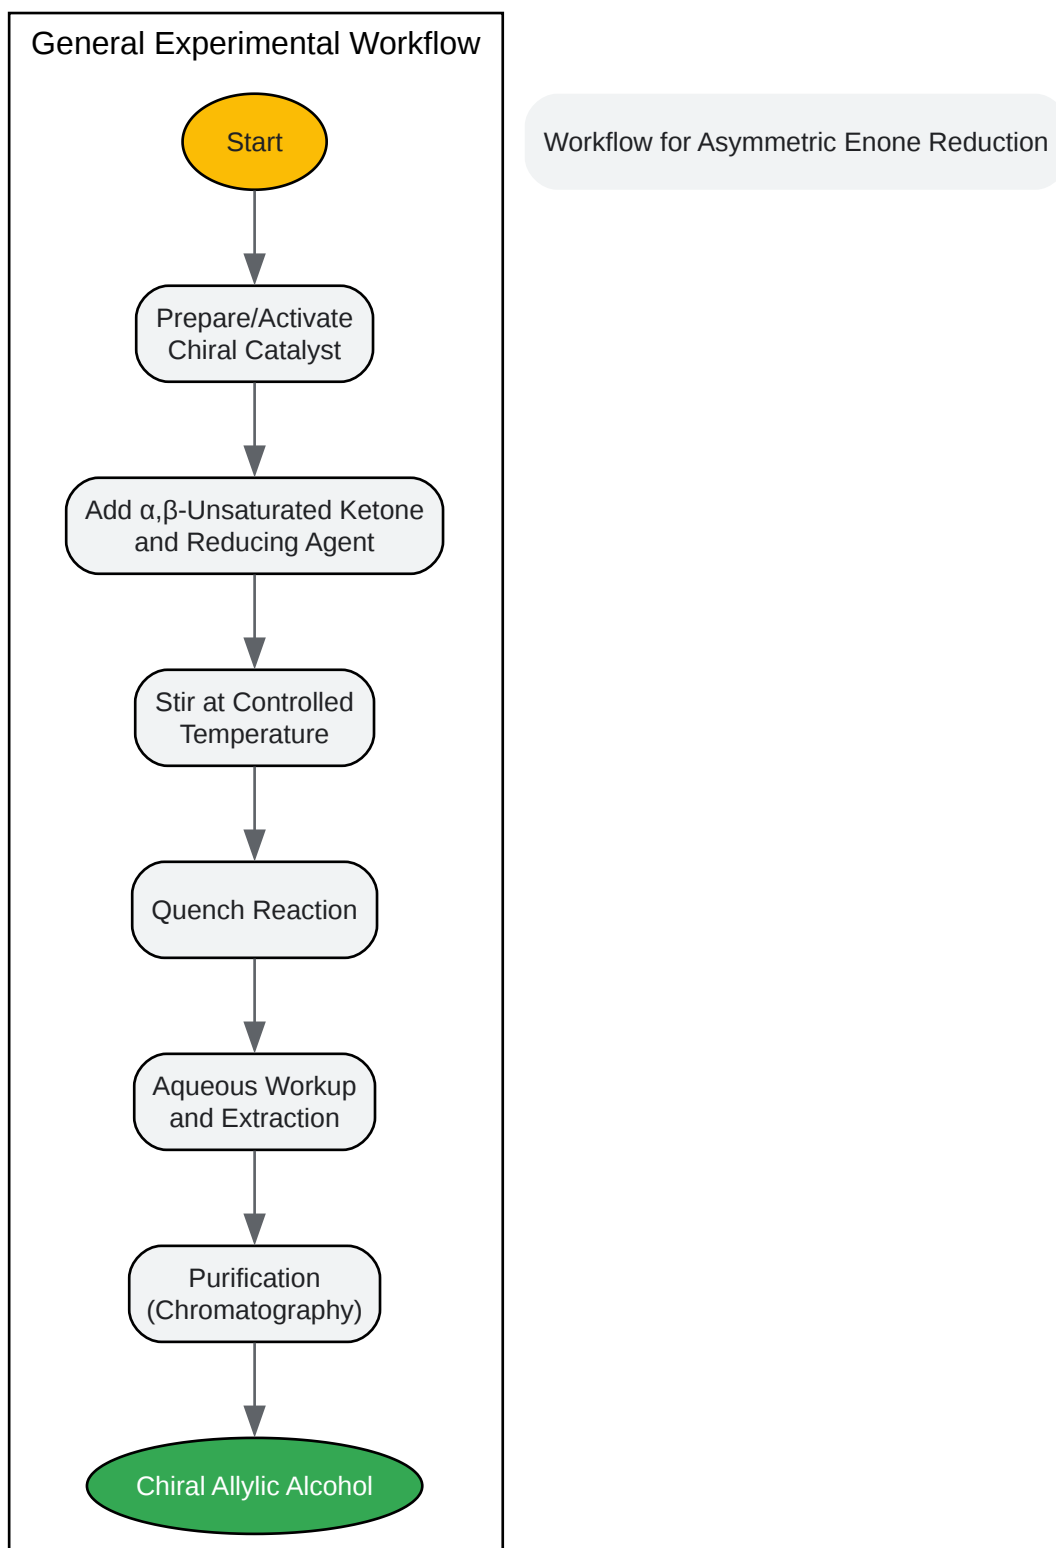 General Experimental Workflow
Start
Workflow for Asymmetric Enone Reduction
Prepare/Activate
Chiral Catalyst
Add α,β-Unsaturated Ketone
and Reducing Agent
Stir at Controlled
Temperature
Quench Reaction
Aqueous Workup
and Extraction
Purification
(Chromatography)
Chiral Allylic Alcohol